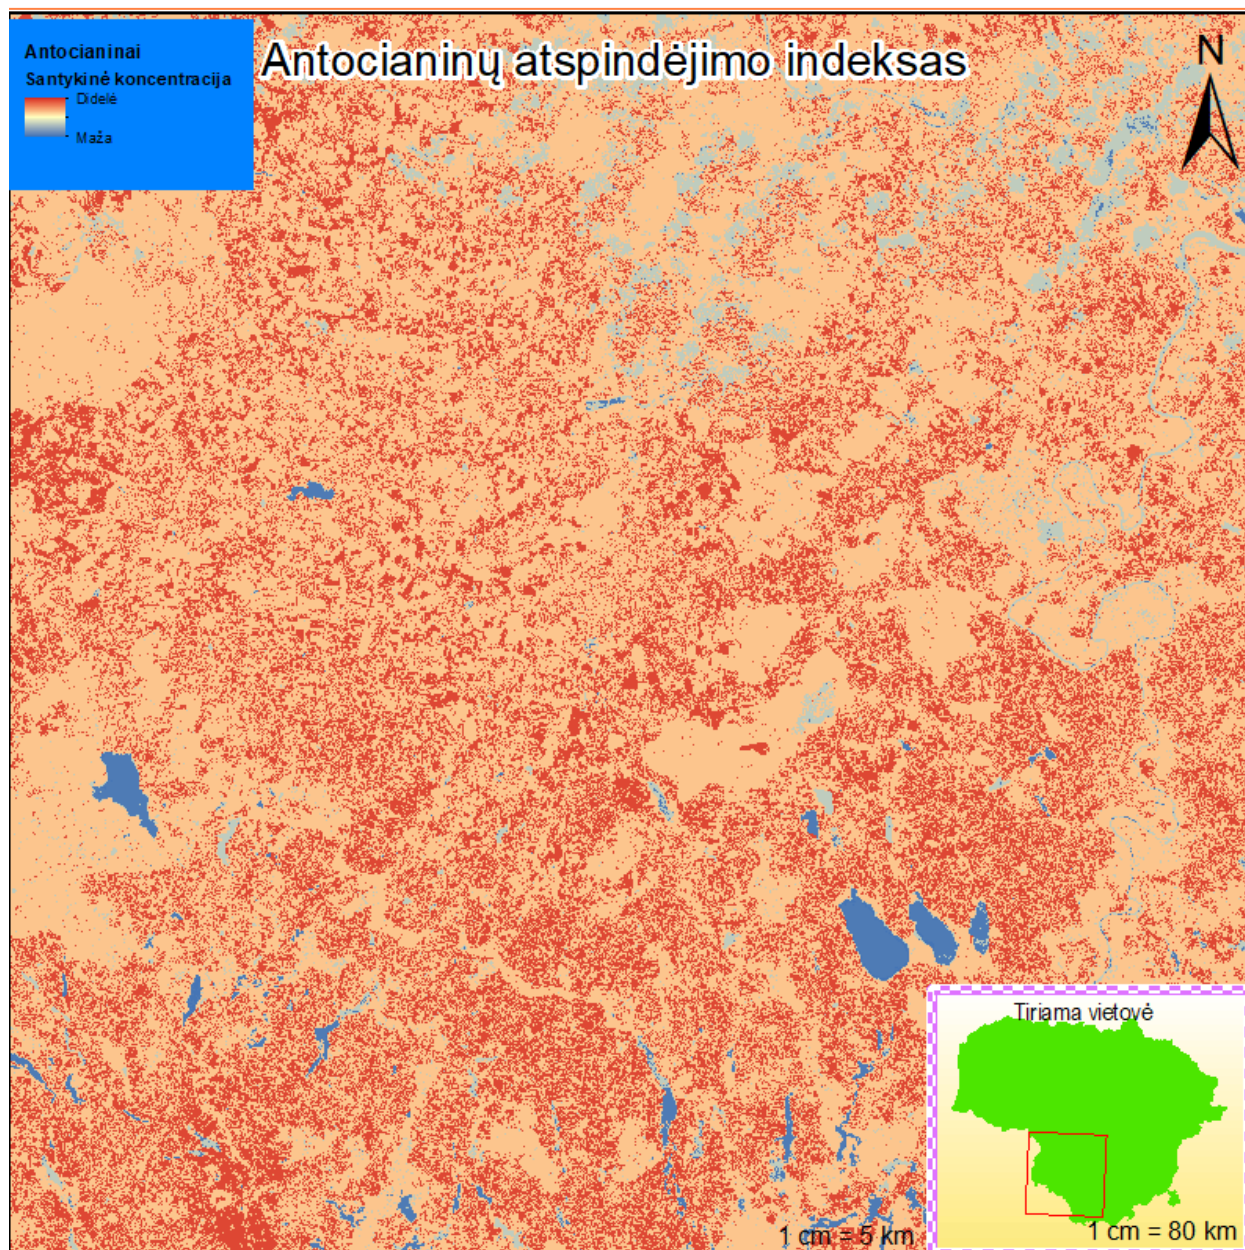 Antocianinų atspindėjimo indeksas
Antocianinai
Santykinė koncentracija
Didelė
Maža
N
Tiriama vietovė
1 cm = 5 km
1 cm = 80 km